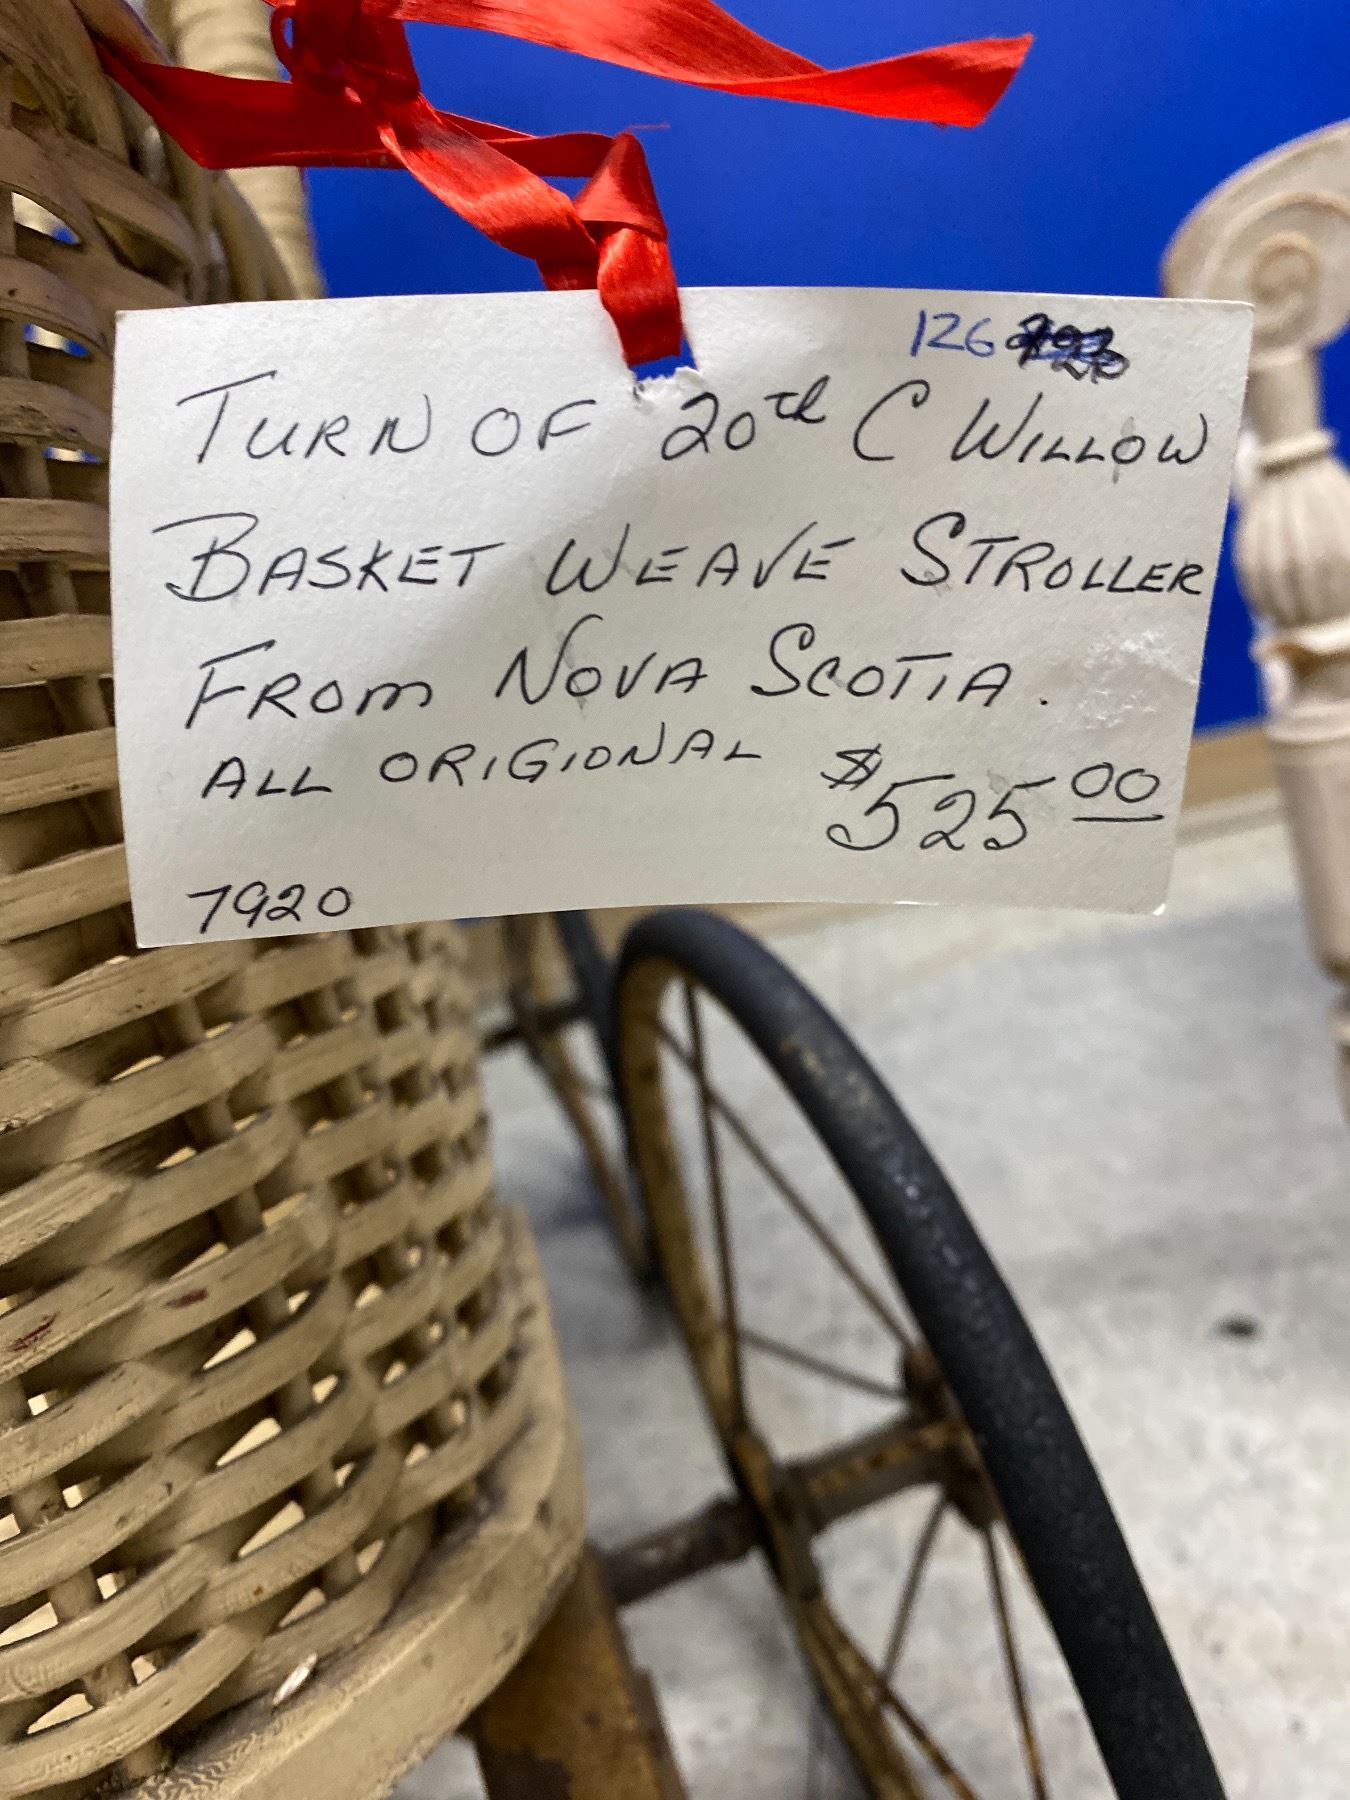 126
TURN OF 20th C WILLOW
BASKET WEAVE STROLLER
FROM NOVA SCOTIA.
ALL ORIGIONAL $525 00
7920